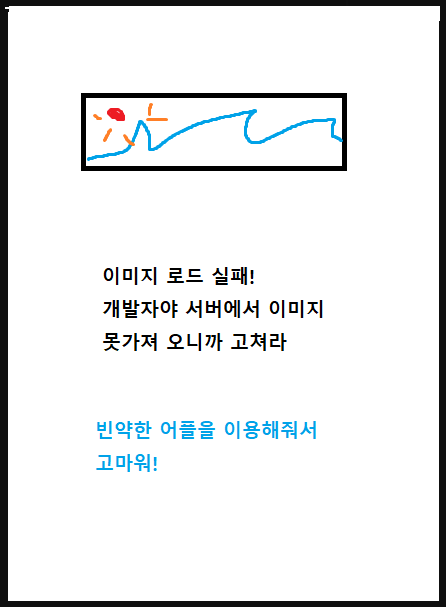 이미지 로드 실패!
개발자야 서버에서 이미지
못가져 오니까 고쳐라
빈약한 어플을 이용해줘서
고마워!